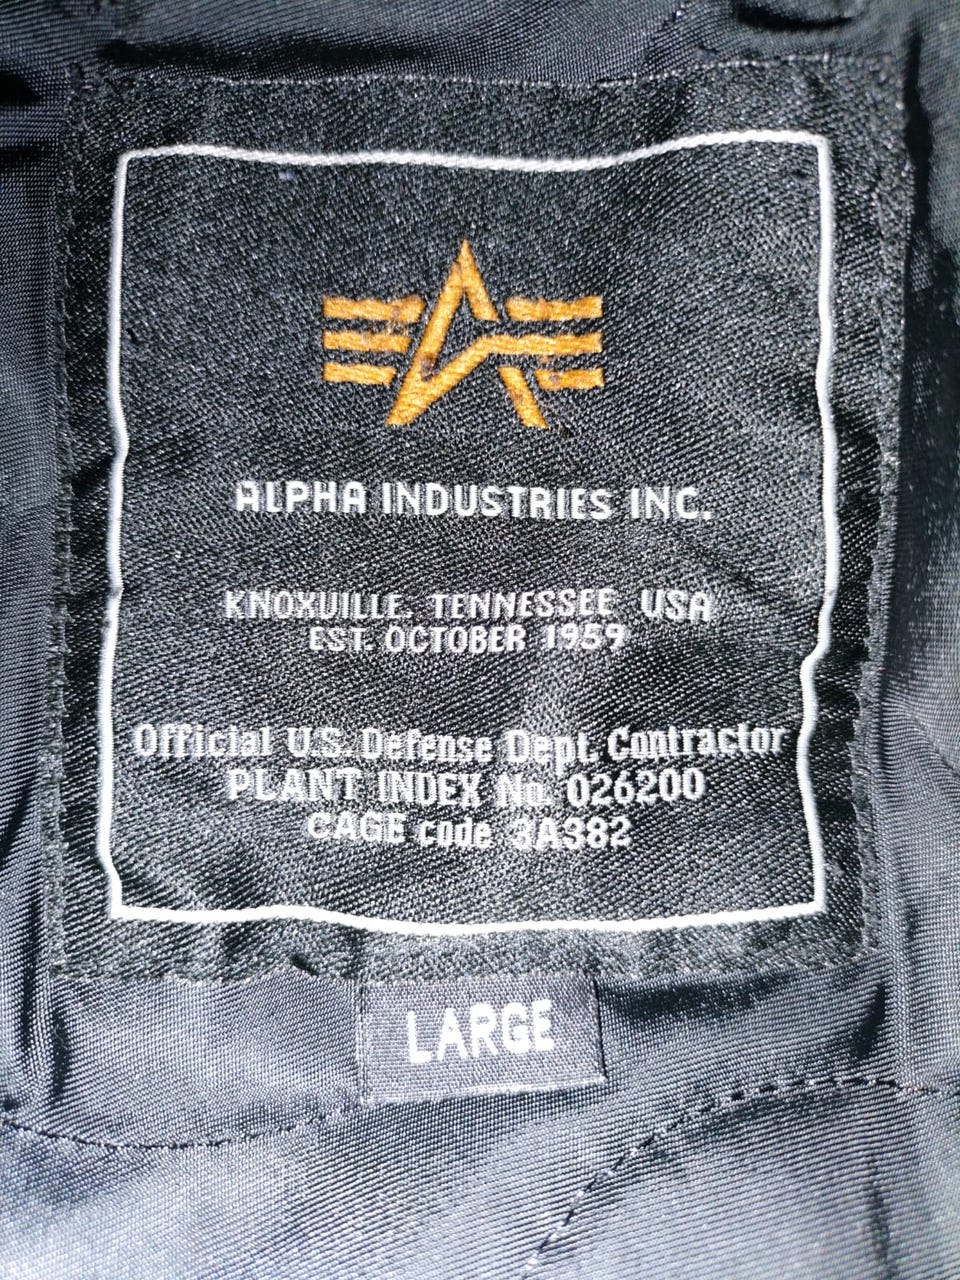 ALPHA INDUSTRIES INC.
KNOXVILLE, TENNESSEE USA
EST. OCTOBER 1959
Official U.S. Defense Dept. Contractor
PLANT INDEX No. 026200
CAGE code 3A382
LARGE